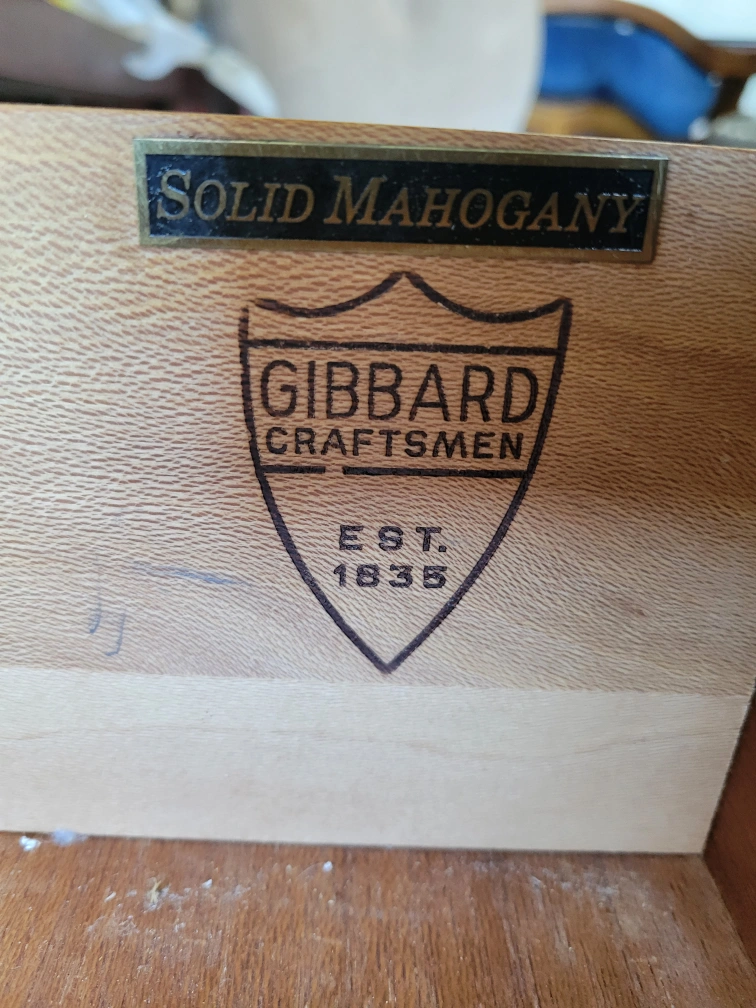 SOLID MAHOGANY
GIBBARD
CRAFTSMEN
EST.
1835